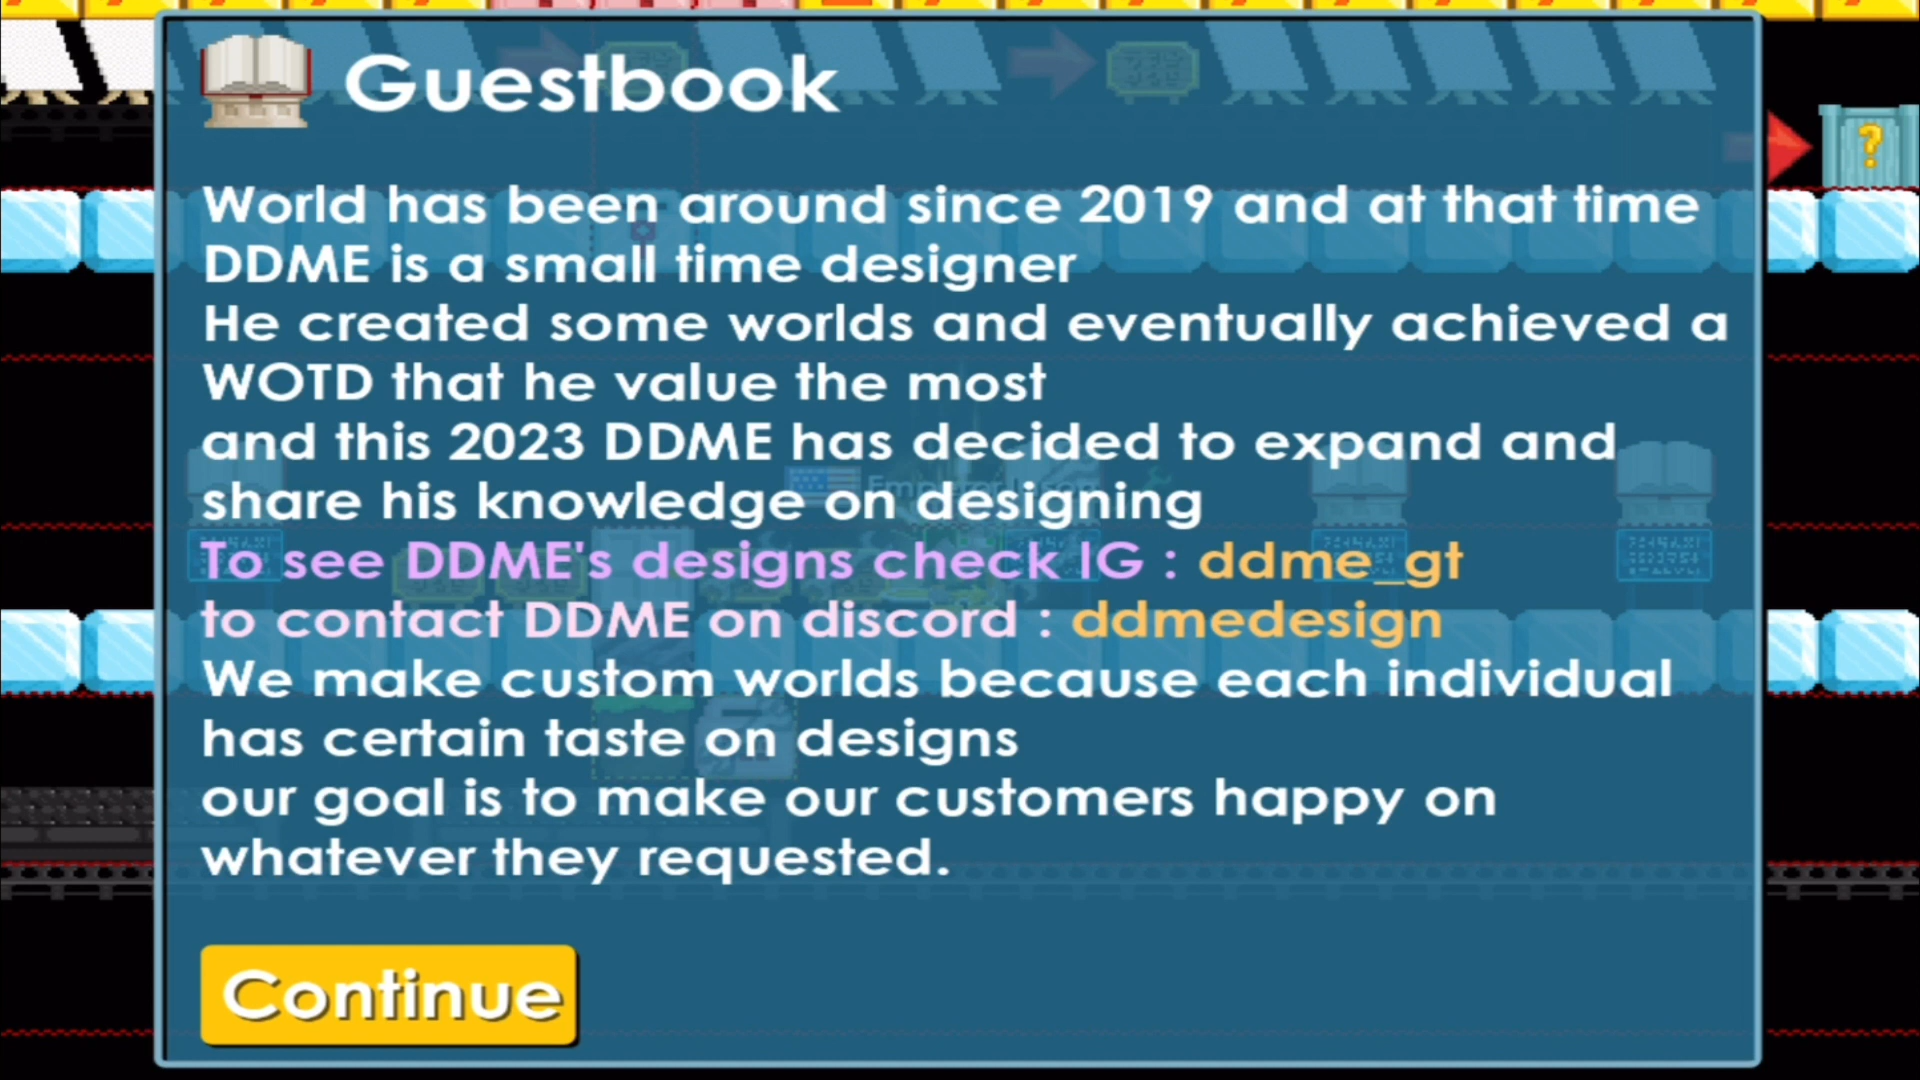 Guestbook
World has been around since 2019 and at that time
DDME is a small time designer
He created some worlds and eventually achieved a
WOTD that he value the most
and this 2023 DDME has decided to expand and
share his knowledge on designing
To see DDME's designs check IG : ddme_gt
to contact DDME on discord : ddmedesign
We make custom worlds because each individual
has certain taste on designs
our goal is to make our customers happy on
whatever they requested.
Continue